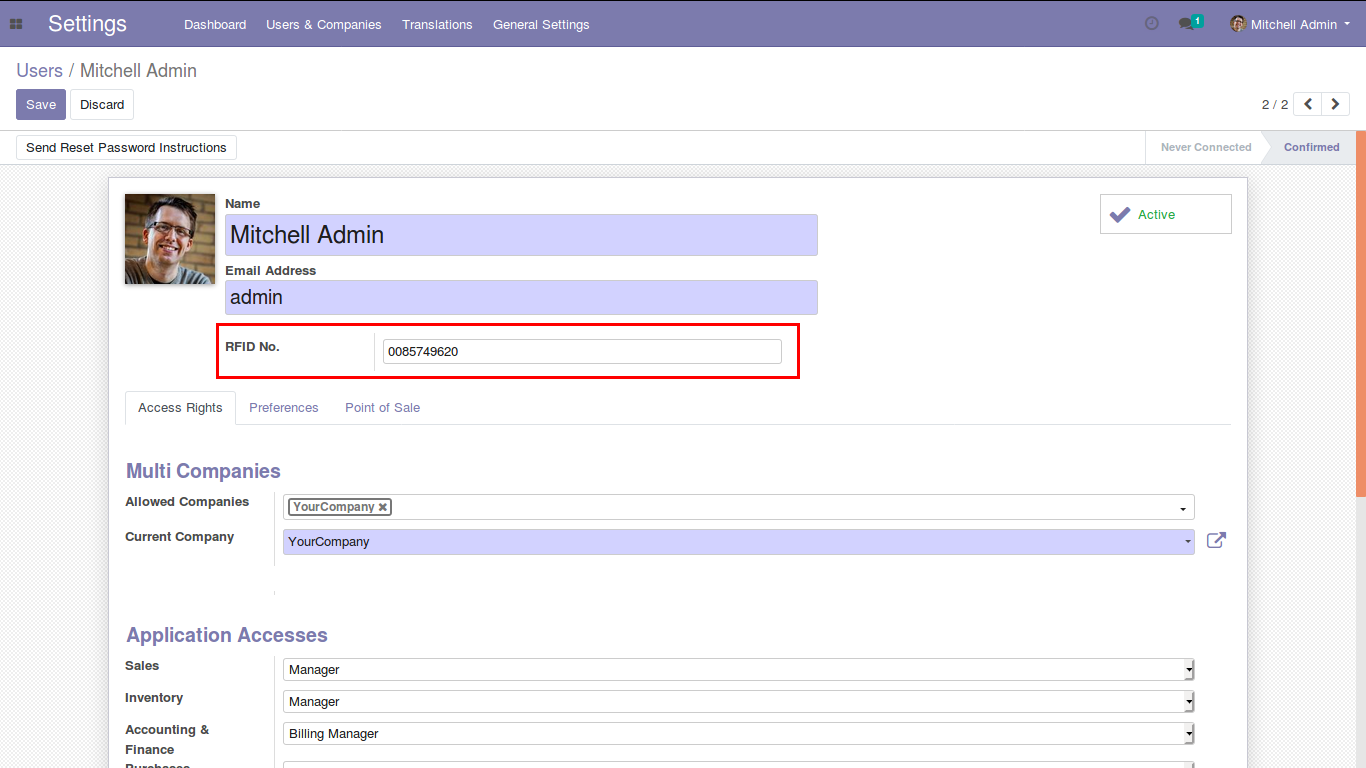 Settings Dashboard Users & Companies Translations General Settings 1 Mitchell Admin
Users / Mitchell Admin
Save Discard 2 / 2
Send Reset Password Instructions Never Connected Confirmed
Name
Mitchell Admin
Active
Email Address
admin
RFID No. 0085749620
Access Rights Preferences Point of Sale
Multi Companies
Allowed Companies YourCompany
Current Company YourCompany
Application Accesses
Sales Manager
Inventory Manager
Accounting & Billing Manager
Finance
Purchases